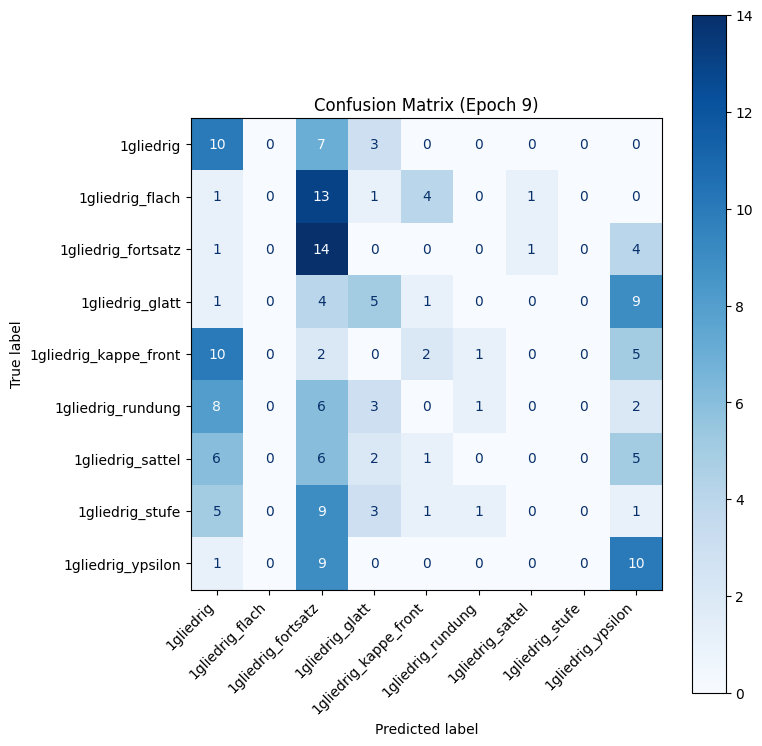 Confusion Matrix (Epoch 9)
True label
1gliedrig 10 0 7 3 0 0 0 0 0
1gliedrig_flach 1 0 13 1 4 0 1 0 0
1gliedrig_fortsatz 1 0 14 0 0 0 1 0 4
1gliedrig_glatt 1 0 4 5 1 0 0 0 9
1gliedrig_kappe_front 10 0 2 0 2 1 0 0 5
1gliedrig_rundung 8 0 6 3 0 1 0 0 2
1gliedrig_sattel 6 0 6 2 1 0 0 0 5
1gliedrig_stufe 5 0 9 3 1 1 0 0 1
1gliedrig_ypsilon 1 0 9 0 0 0 0 0 10
1gliedrig
1gliedrig_flach
1gliedrig_fortsatz
1gliedrig_glatt
1gliedrig_kappe_front
1gliedrig_rundung
1gliedrig_sattel
1gliedrig_stufe
1gliedrig_ypsilon
Predicted label
14
12
10
8
6
4
2
0